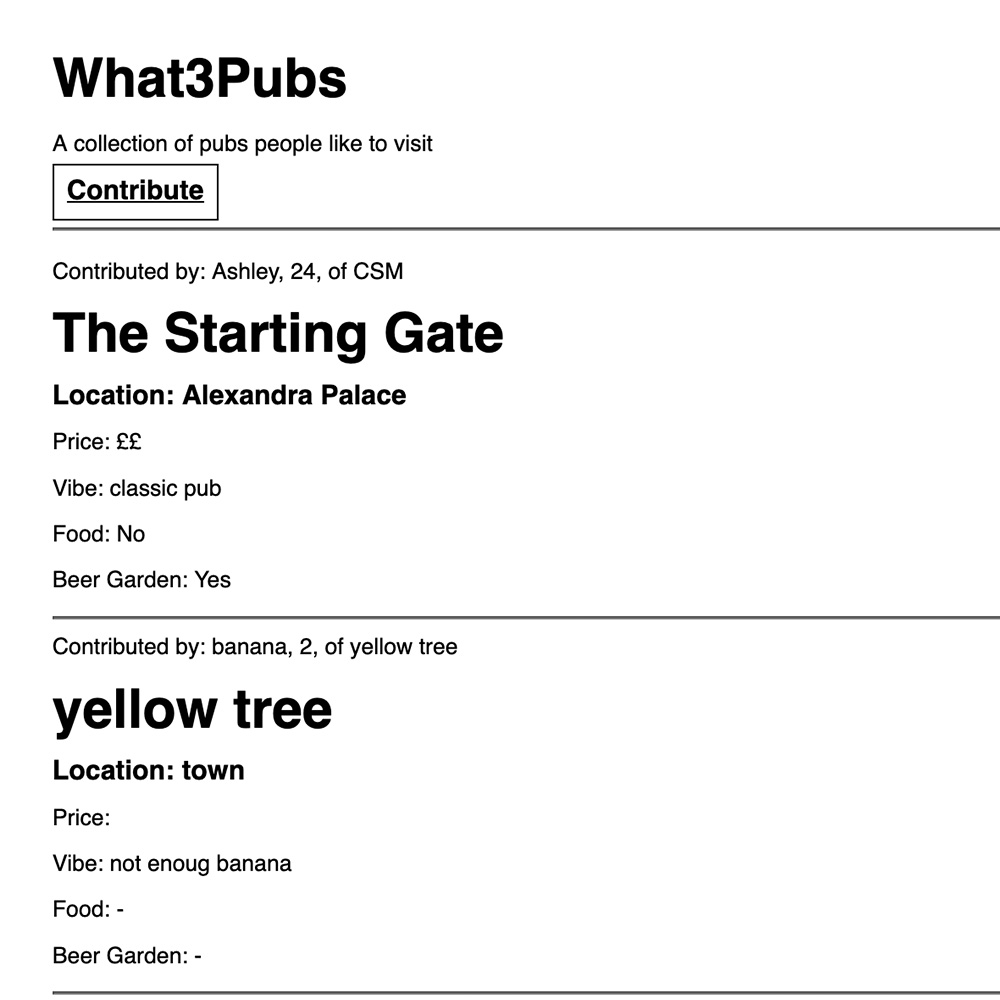 What3Pubs
A collection of pubs people like to visit
Contribute
Contributed by: Ashley, 24, of CSM
The Starting Gate
Location: Alexandra Palace
Price: ££
Vibe: classic pub
Food: No
Beer Garden: Yes
Contributed by: banana, 2, of yellow tree
yellow tree
Location: town
Price:
Vibe: not enoug banana
Food: -
Beer Garden: -